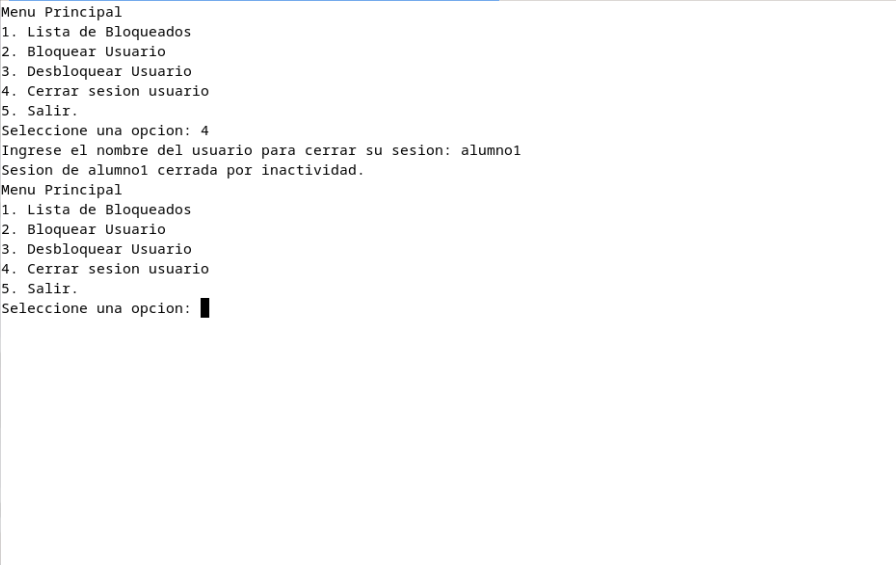 Menu Principal
1. Lista de Bloqueados
2. Bloquear Usuario
3. Desbloquear Usuario
4. Cerrar sesion usuario
5. Salir.
Seleccione una opcion: 4
Ingrese el nombre del usuario para cerrar su sesion: alumno1
Sesion de alumno1 cerrada por inactividad.
Menu Principal
1. Lista de Bloqueados
2. Bloquear Usuario
3. Desbloquear Usuario
4. Cerrar sesion usuario
5. Salir.
Seleccione una opcion: